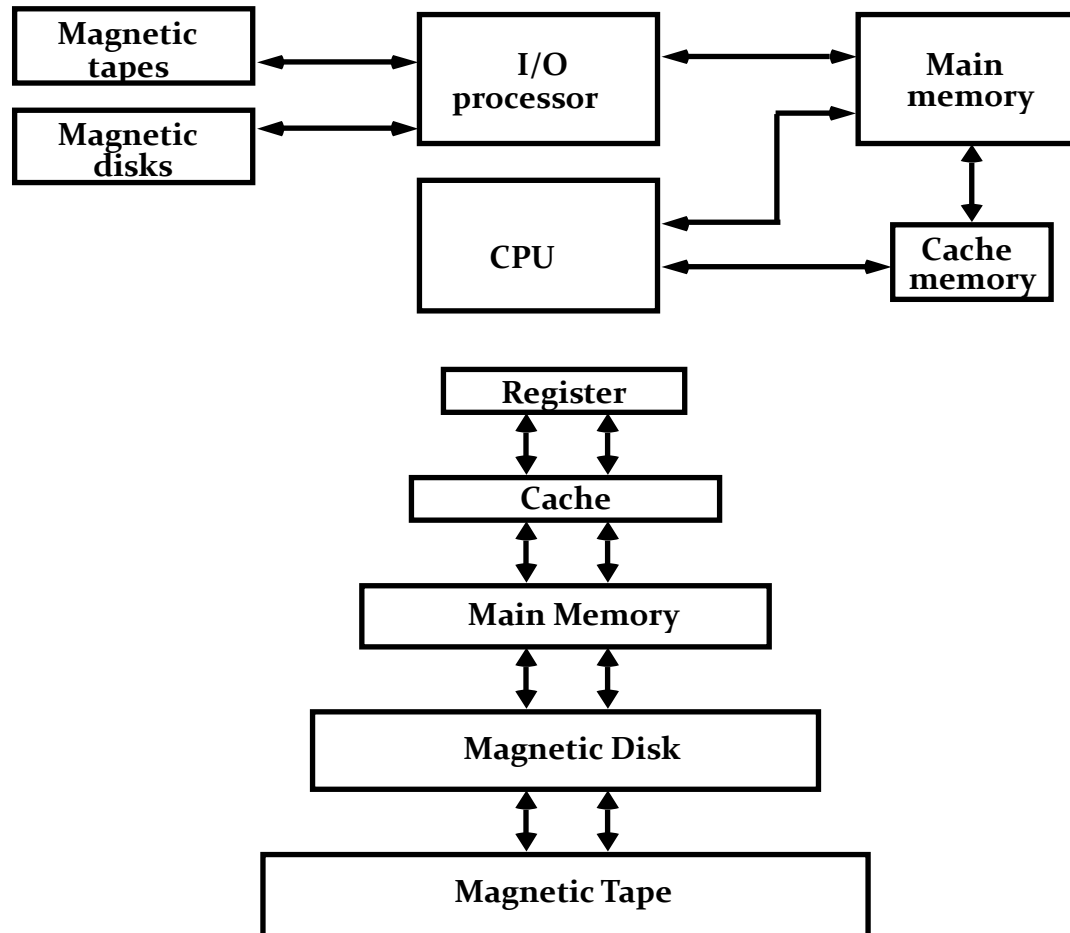 Magnetic
tapes
Magnetic
disks
I/O
processor
Main
memory
CPU
Cache
memory
Register
Cache
Main Memory
Magnetic Disk
Magnetic Tape